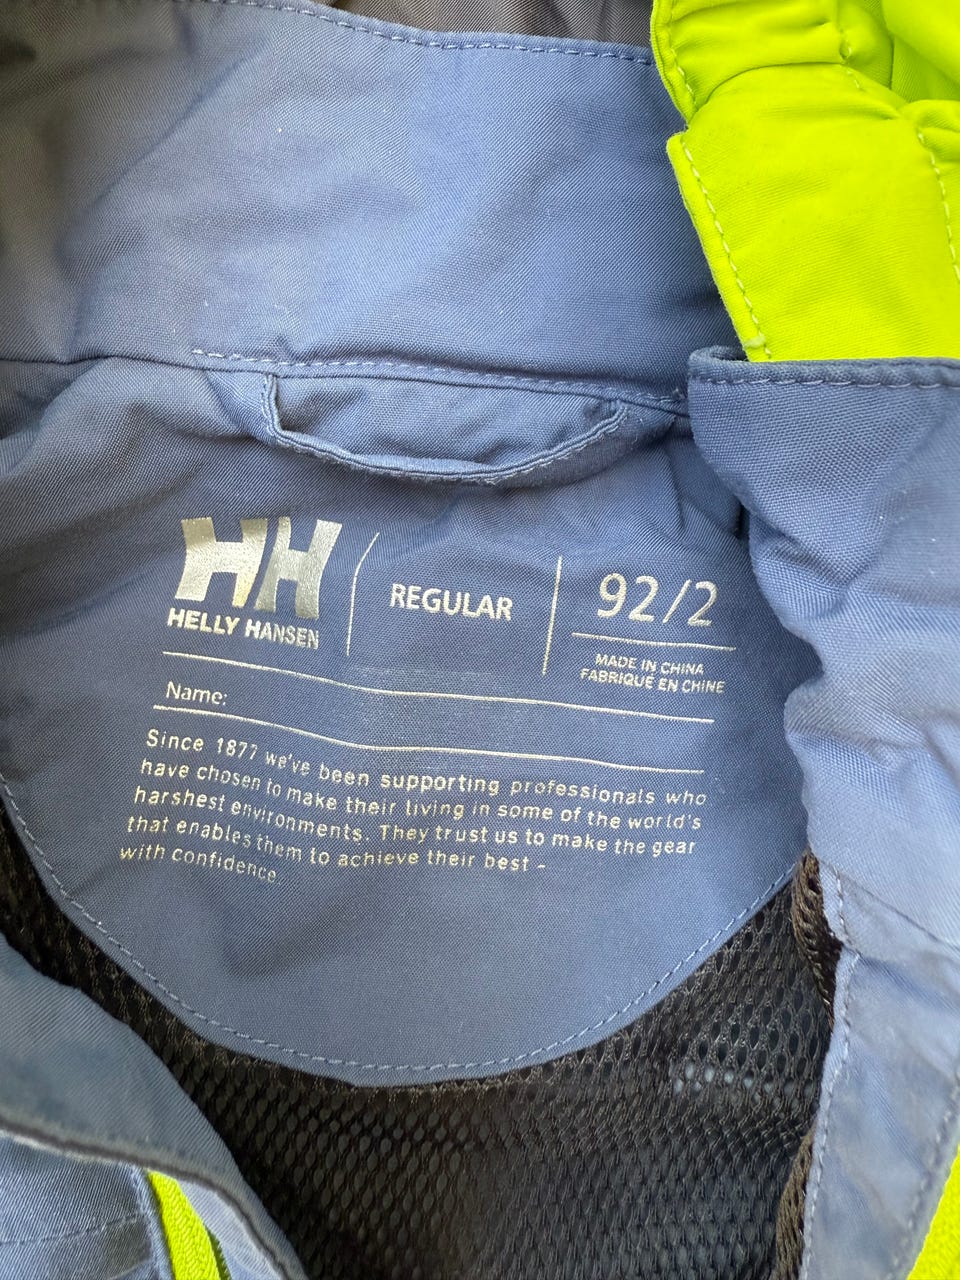 HH
HELLY HANSEN
REGULAR
92/2
MADE IN CHINA
FABRIQUÉ EN CHINE
Name:
Since 1877 we've been supporting professionals who
have chosen to make their living in some of the world's
harshest environments. They trust us to make the gear
that enables them to achieve their best –
with confidence.